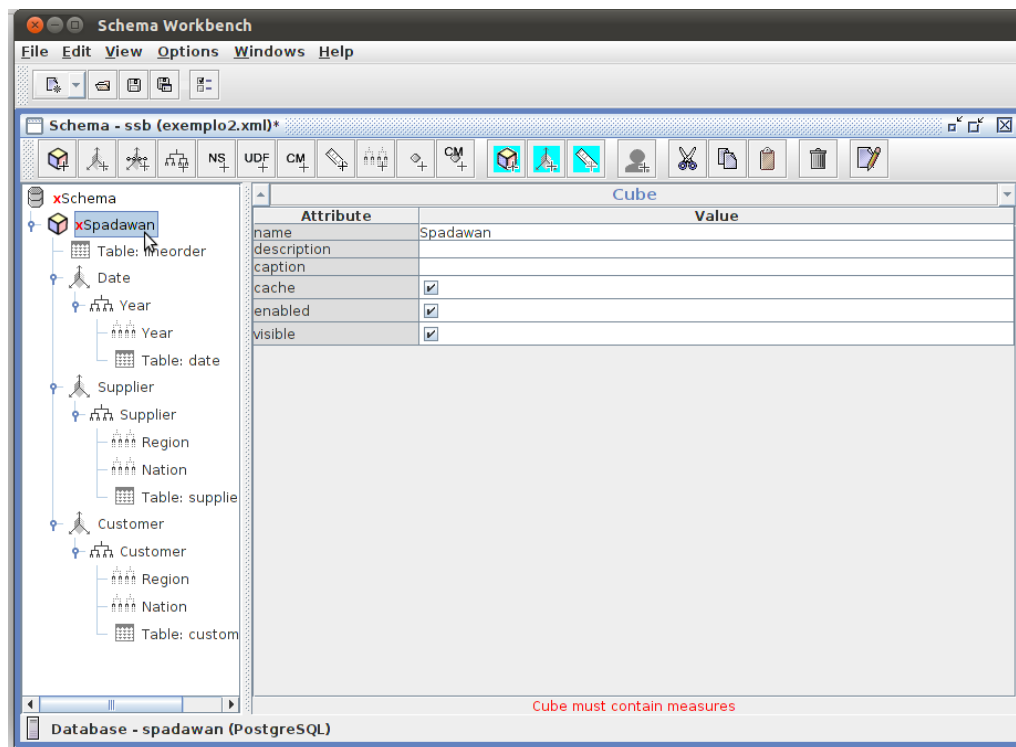 Schema Workbench
File Edit View Options Windows Help
Schema - ssb (exemplo2.xml)*
NS UDF CM CM
xSchema
xSpadawan
Table: lineorder
Date
Year
Year
Table: date
Supplier
Supplier
Region
Nation
Table: supplie
Customer
Customer
Region
Nation
Table: custom
Cube
Attribute Value
name Spadawan
description
caption
cache
enabled
visible
Cube must contain measures
Database - spadawan (PostgreSQL)